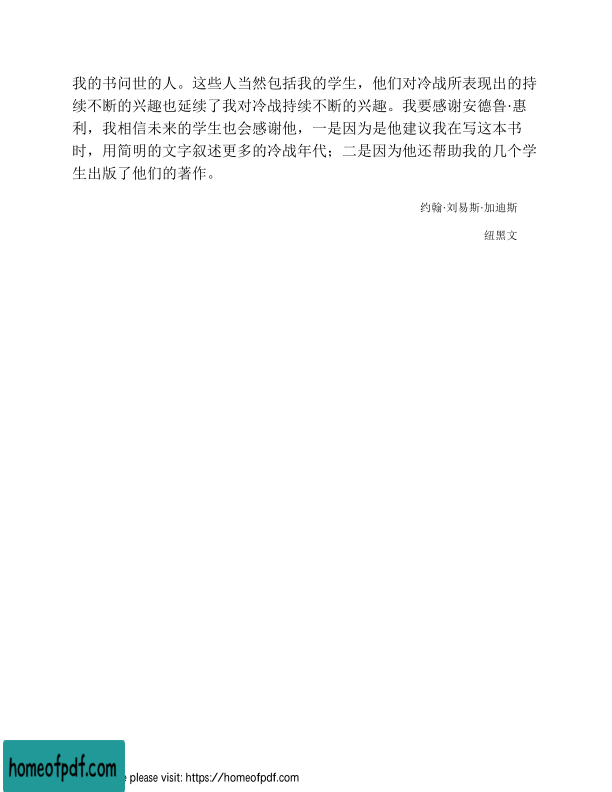 我的书问世的人。这些人当然包括我的学生，他们对冷战所表现出的持
续不断的兴趣也延续了我对冷战持续不断的兴趣。我要感谢安德鲁·惠
利，我相信未来的学生也会感谢他，一是因为是他建议我在写这本书
时，用简明的文字叙述更多的冷战年代；二是因为他还帮助我的几个学
生出版了他们的著作。
约翰·刘易斯·加迪斯
纽黑文
homeofpdf.com
please visit: https://homeofpdf.com